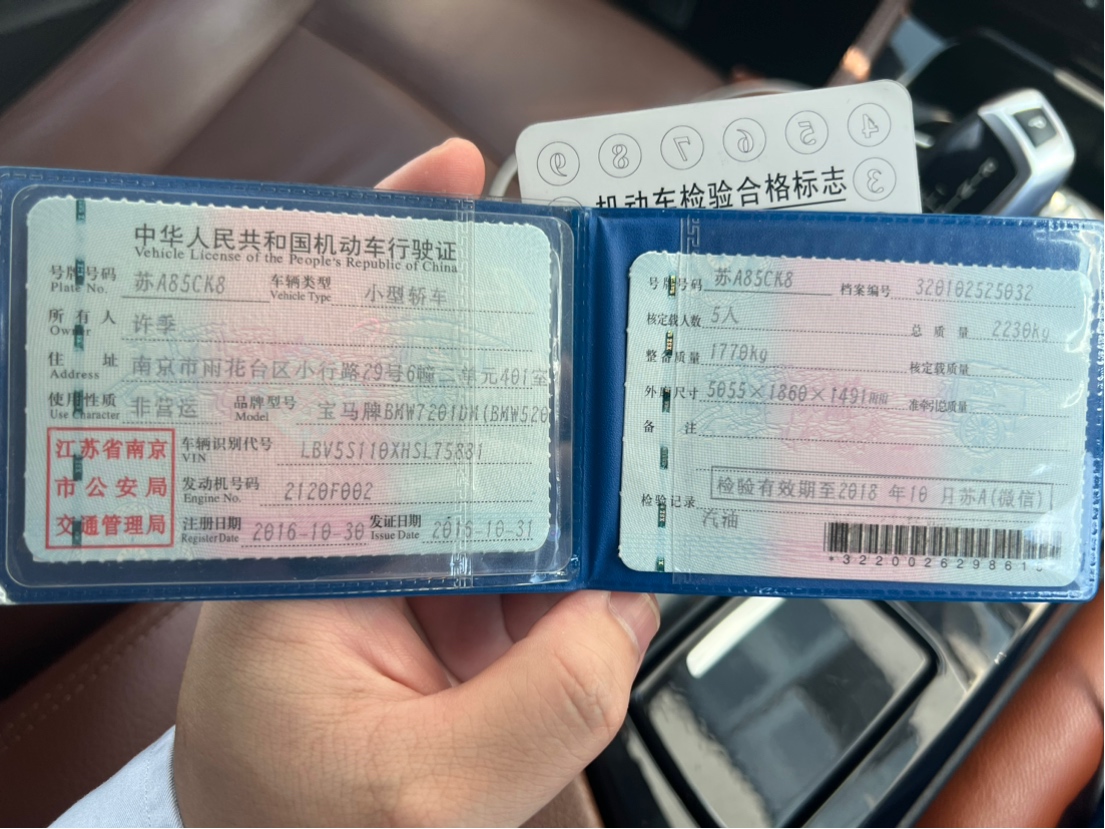 ④ ⑤ ⑥ ⑦ ⑧ ⑨
③
机动车检验合格标志
中华人民共和国机动车行驶证
Vehicle License of the People's Republic of China
号牌号码 苏A85CK8 车辆类型 小型轿车
Plate No. Vehicle Type
所有人 许季
Owner
住址 南京市雨花台区小行路29号6幢二单元401室
Address
使用性质 非营运 品牌型号 宝马牌BMW7201DM(BMW520
Use Character Model
江苏省南京
市公安局
交通管理局
车辆识别代号 LBV5S110XHSL75831
VIN
发动机号码 2120F002
Engine No.
注册日期 2016-10-30 发证日期 2016-10-31
Register Date Issue Date
号牌号码 苏A85CK8 档案编号 320102525032
核定载人数 5人 总质量 2230kg
整备质量 1770kg 核定载质量
外廓尺寸 5055×1860×1491mm 准牵引总质量
备注
检验有效期至2018年10月苏A(微信)
检验记录
汽油
*322002629861